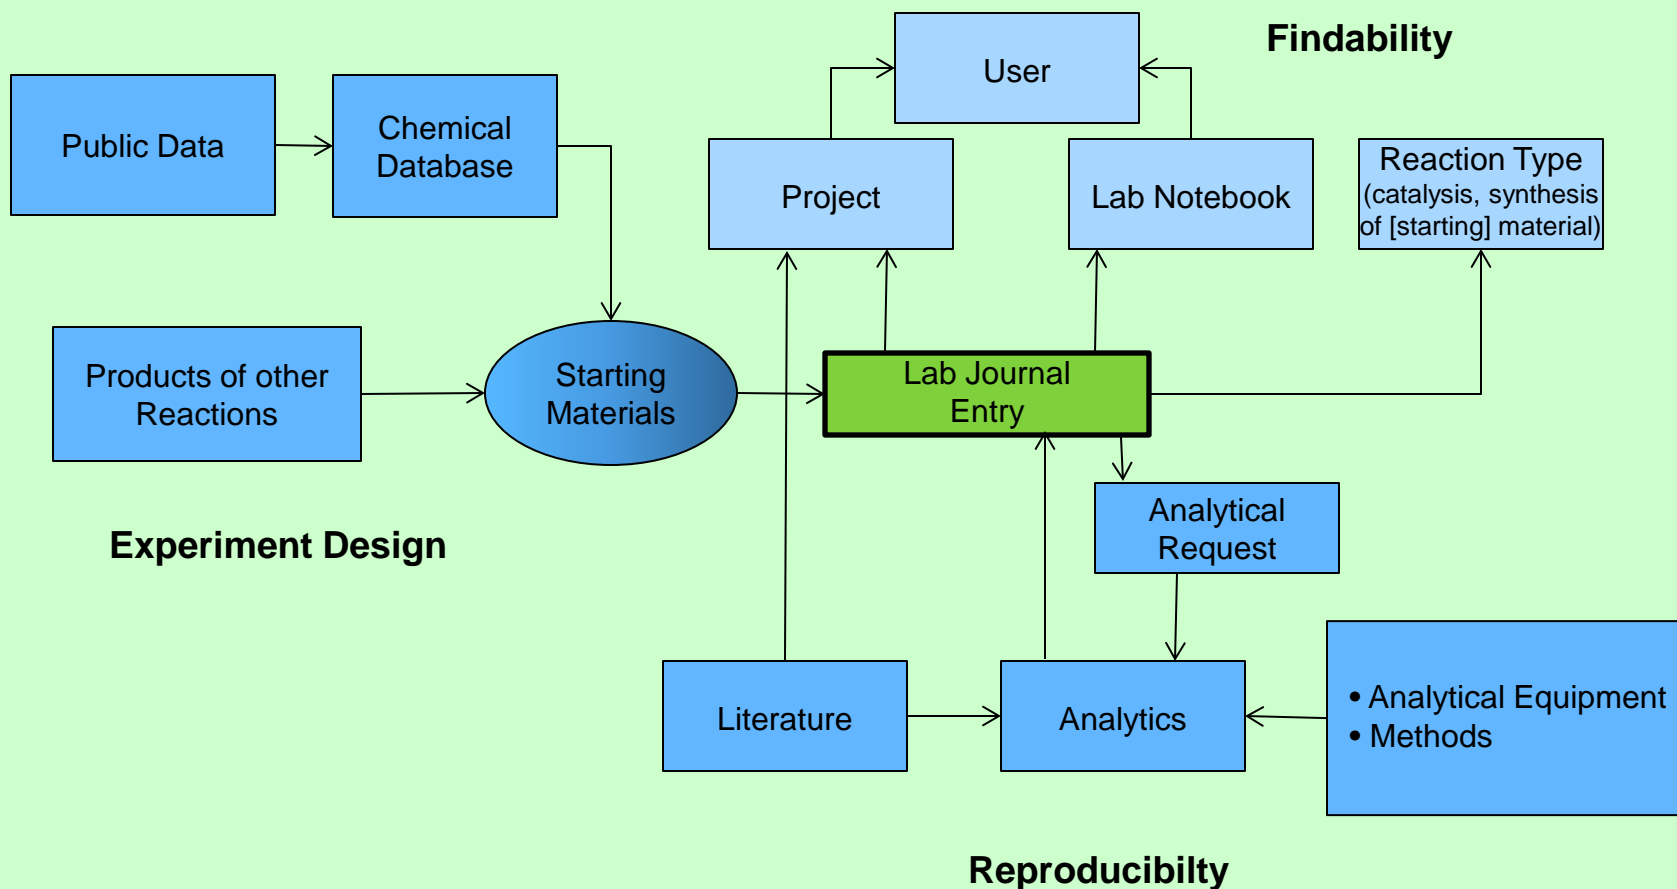 Findability
User
Public Data
Chemical
Database
Project
Lab Notebook
Reaction Type
(catalysis, synthesis
of [starting] material)
Products of other
Reactions
Starting
Materials
Lab Journal
Entry
Experiment Design
Analytical
Request
Literature
Analytics
• Analytical Equipment
• Methods
Reproducibilty